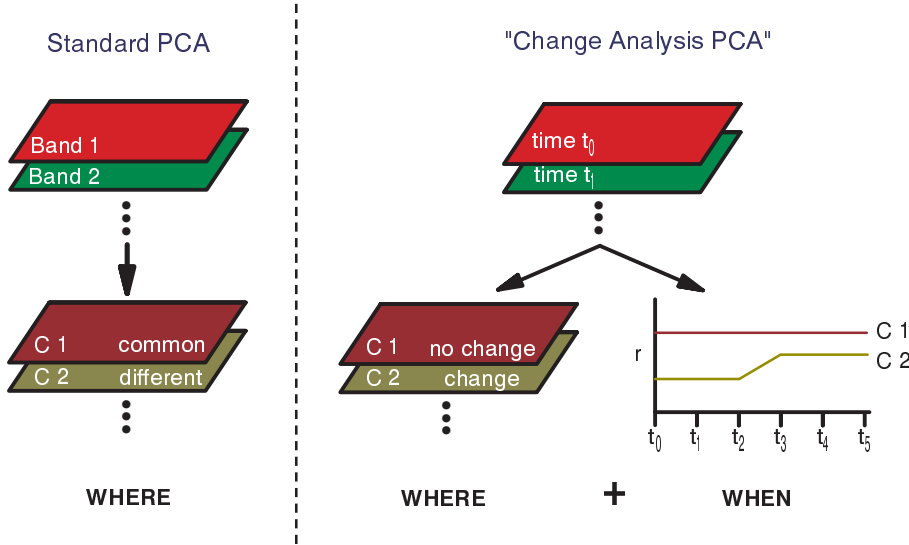 Standard PCA
Band 1
Band 2
C 1 common
C 2 different
WHERE
"Change Analysis PCA"
time t0
time t1
C 1 no change
C 2 change
WHERE
+
r
C 1
C 2
t0 t1 t2 t3 t4 t5
WHEN